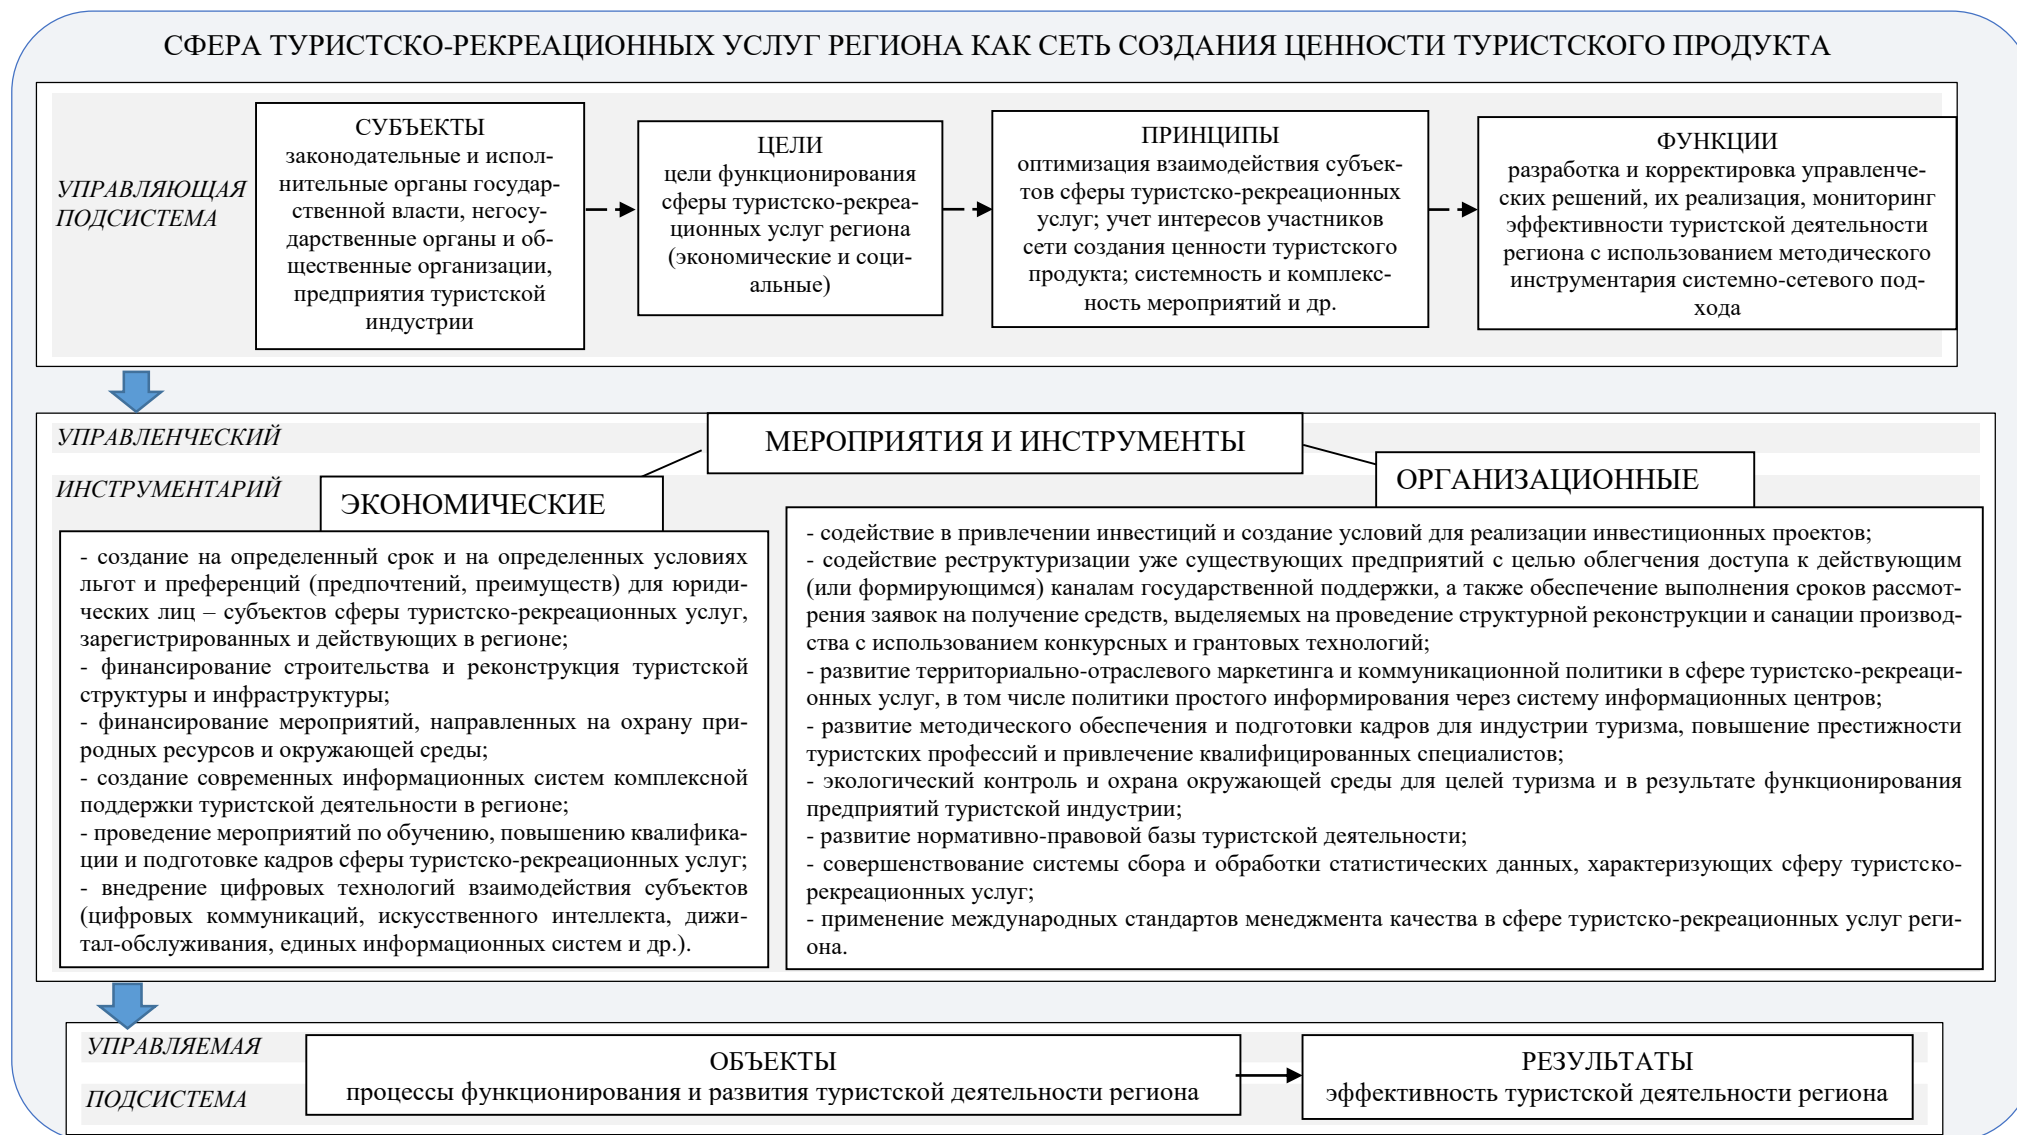 СФЕРА ТУРИСТСКО-РЕКРЕАЦИОННЫХ УСЛУГ РЕГИОНА КАК СЕТЬ СОЗДАНИЯ ЦЕННОСТИ ТУРИСТСКОГО ПРОДУКТА
УПРАВЛЯЮЩАЯ
ПОДСИСТЕМА
СУБЪЕКТЫ
законодательные и испол-
нительные органы государ-
ственной власти, негосу-
дарственные органы и об-
щественные организации,
предприятия туристской
индустрии
ЦЕЛИ
цели функционирования
сферы туристско-рекреа-
ционных услуг региона
(экономические и соци-
альные)
ПРИНЦИПЫ
оптимизация взаимодействия субъек-
тов сферы туристско-рекреационных
услуг; учет интересов участников
сети создания ценности туристского
продукта; системность и комплекс-
ность мероприятий и др.
ФУНКЦИИ
разработка и корректировка управленче-
ских решений, их реализация, мониторинг
эффективности туристской деятельности
региона с использованием методического
инструментария системно-сетевого под-
хода
УПРАВЛЕНЧЕСКИЙ
ИНСТРУМЕНТАРИЙ
МЕРОПРИЯТИЯ И ИНСТРУМЕНТЫ
ЭКОНОМИЧЕСКИЕ
- создание на определенный срок и на определенных условиях
льгот и преференций (предпочтений, преимуществ) для юриди-
ческих лиц – субъектов сферы туристско-рекреационных услуг,
зарегистрированных и действующих в регионе;
- финансирование строительства и реконструкция туристской
структуры и инфраструктуры;
- финансирование мероприятий, направленных на охрану при-
родных ресурсов и окружающей среды;
- создание современных информационных систем комплексной
поддержки туристской деятельности в регионе;
- проведение мероприятий по обучению, повышению квалифика-
ции и подготовке кадров сферы туристско-рекреационных услуг;
- внедрение цифровых технологий взаимодействия субъектов
(цифровых коммуникаций, искусственного интеллекта, дижи-
тал-обслуживания, единых информационных систем и др.).
ОРГАНИЗАЦИОННЫЕ
- содействие в привлечении инвестиций и создание условий для реализации инвестиционных проектов;
- содействие реструктуризации уже существующих предприятий с целью облегчения доступа к действующим
(или формирующимся) каналам государственной поддержки, а также обеспечение выполнения сроков рассмот-
рения заявок на получение средств, выделяемых на проведение структурной реконструкции и санации производ-
ства с использованием конкурсных и грантовых технологий;
- развитие территориально-отраслевого маркетинга и коммуникационной политики в сфере туристско-рекреаци-
онных услуг, в том числе политики простого информирования через систему информационных центров;
- развитие методического обеспечения и подготовки кадров для индустрии туризма, повышение престижности
туристских профессий и привлечение квалифицированных специалистов;
- экологический контроль и охрана окружающей среды для целей туризма и в результате функционирования
предприятий туристской индустрии;
- развитие нормативно-правовой базы туристской деятельности;
- совершенствование системы сбора и обработки статистических данных, характеризующих сферу туристско-
рекреационных услуг;
- применение международных стандартов менеджмента качества в сфере туристско-рекреационных услуг реги-
она.
УПРАВЛЯЕМАЯ
ПОДСИСТЕМА
ОБЪЕКТЫ
процессы функционирования и развития туристской деятельности региона
РЕЗУЛЬТАТЫ
эффективность туристской деятельности региона